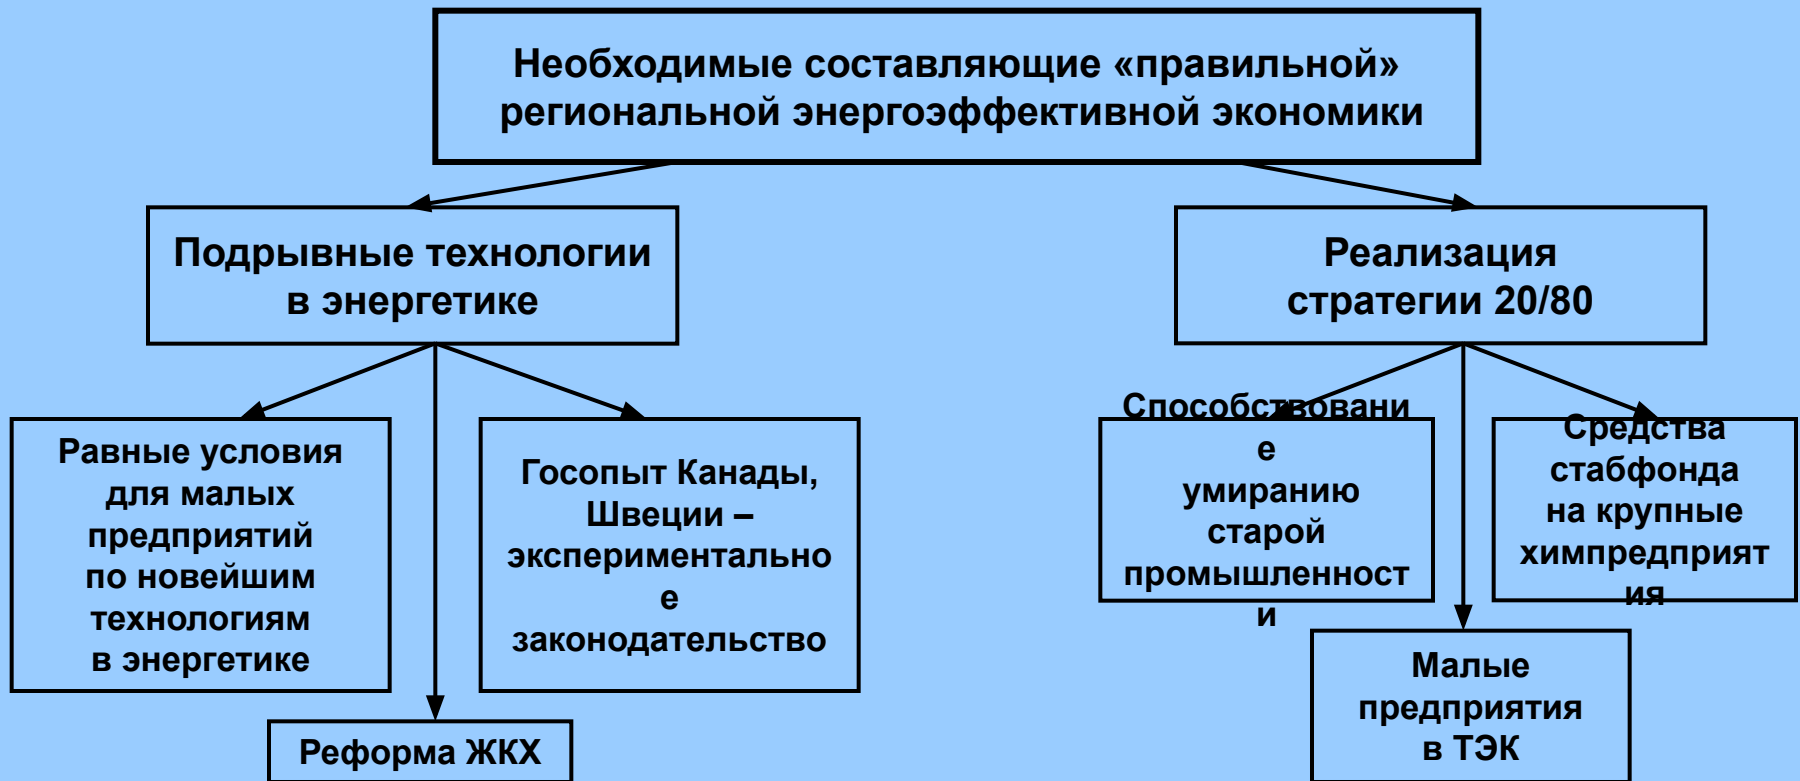 Необходимые составляющие «правильной»
региональной энергоэффективной экономики
Подрывные технологии
в энергетике
Реализация
стратегии 20/80
Равные условия
для малых
предприятий
по новейшим
технологиям
в энергетике
Госопыт Канады,
Швеции –
экспериментально
е
законодательство
Способствовани
е
умиранию
старой
промышленност
и
Средства
стабфонда
на крупные
химпредприят
ия
Реформа ЖКХ
Малые
предприятия
в ТЭК